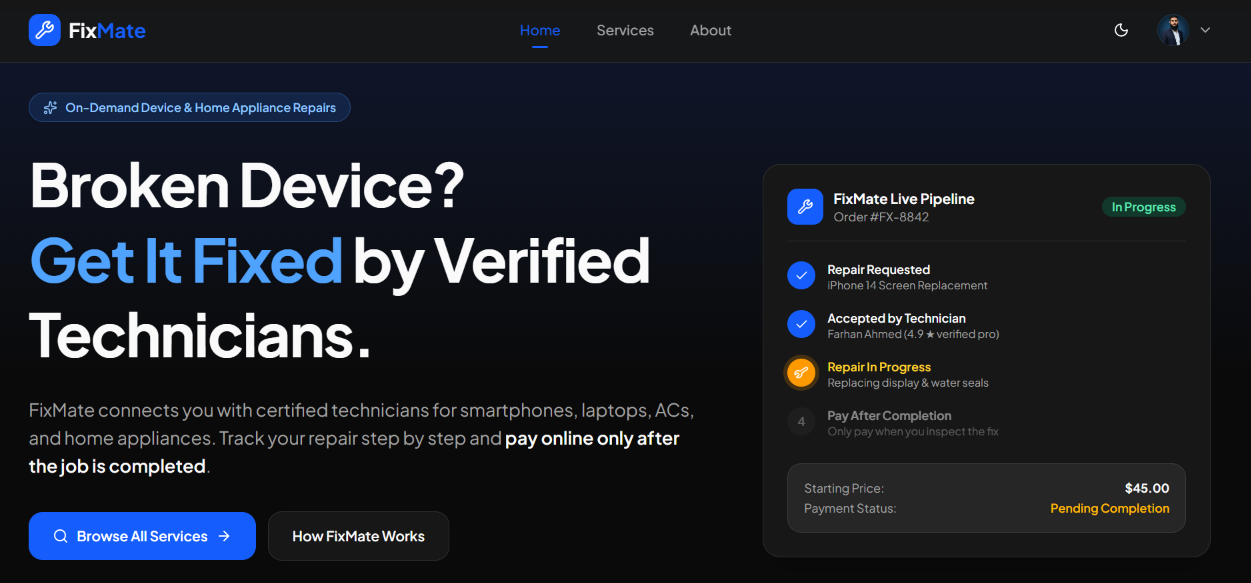 FixMate
Home
Services
About
On-Demand Device & Home Appliance Repairs
Broken Device?
Get It Fixed by Verified
Technicians.
FixMate connects you with certified technicians for smartphones, laptops, ACs,
and home appliances. Track your repair step by step and pay online only after
the job is completed.
Browse All Services →
How FixMate Works
FixMate Live Pipeline
Order #FX-8842
In Progress
Repair Requested
iPhone 14 Screen Replacement
Accepted by Technician
Farhan Ahmed (4.9 ★ verified pro)
Repair In Progress
Replacing display & water seals
4
Pay After Completion
Only pay when you inspect the fix
Starting Price: $45.00
Payment Status: Pending Completion